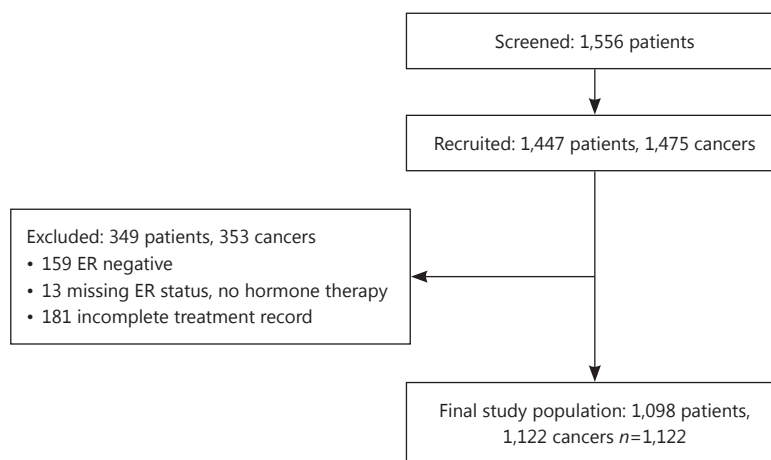 Screened: 1,556 patients
Recruited: 1,447 patients, 1,475 cancers
Excluded: 349 patients, 353 cancers
• 159 ER negative
• 13 missing ER status, no hormone therapy
• 181 incomplete treatment record
Final study population: 1,098 patients,
1,122 cancers n=1,122